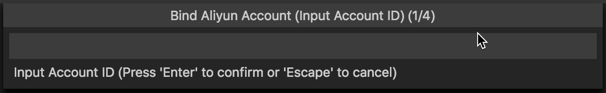 Bind Aliyun Account (Input Account ID) (1/4)
Input Account ID (Press 'Enter' to confirm or 'Escape' to cancel)